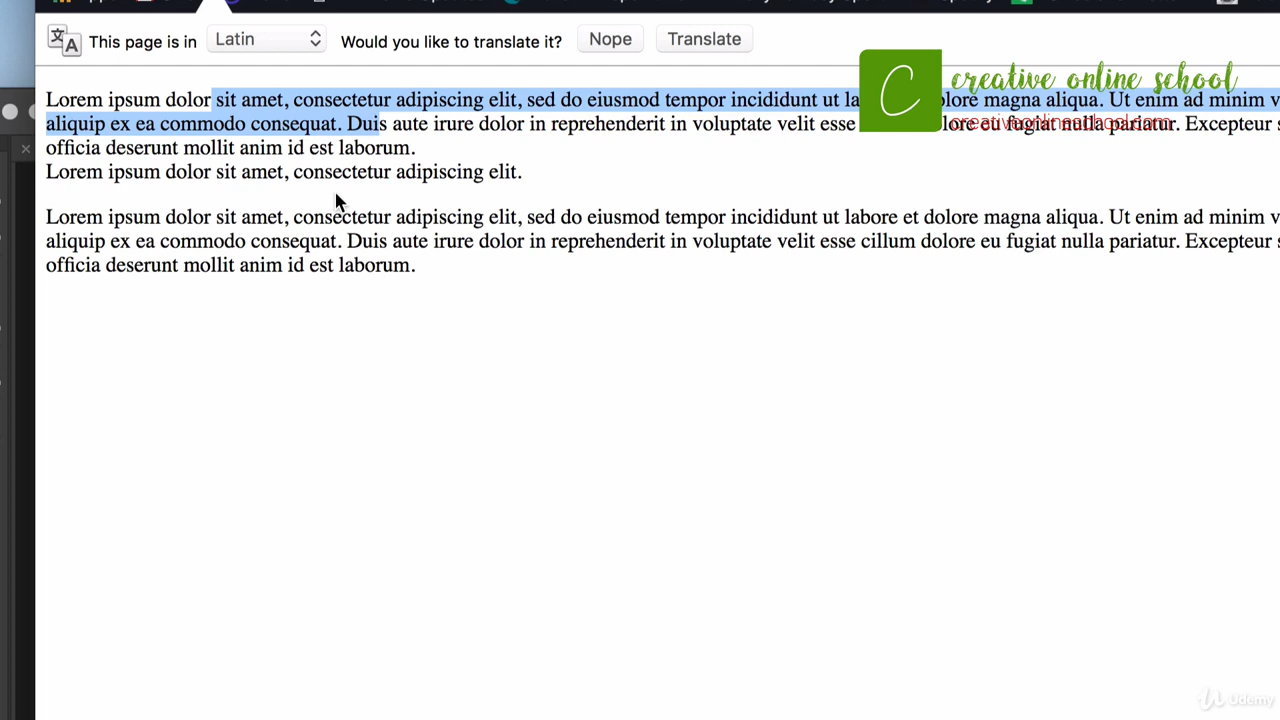 This page is in Latin Would you like to translate it? Nope Translate
creative online school
creativeonlineschool.com
Lorem ipsum dolor sit amet, consectetur adipiscing elit, sed do eiusmod tempor incididunt ut magna aliqua. Ut enim ad minim
aliquip ex ea commodo consequat. Duis aute irure dolor in reprehenderit in voluptate velit esse eu fugiat nulla pariatur. Excepteur
officia deserunt mollit anim id est laborum.
Lorem ipsum dolor sit amet, consectetur adipiscing elit.
Lorem ipsum dolor sit amet, consectetur adipiscing elit, sed do eiusmod tempor incididunt ut labore et dolore magna aliqua. Ut enim ad minim
aliquip ex ea commodo consequat. Duis aute irure dolor in reprehenderit in voluptate velit esse cillum dolore eu fugiat nulla pariatur. Excepteur
officia deserunt mollit anim id est laborum.
Udemy